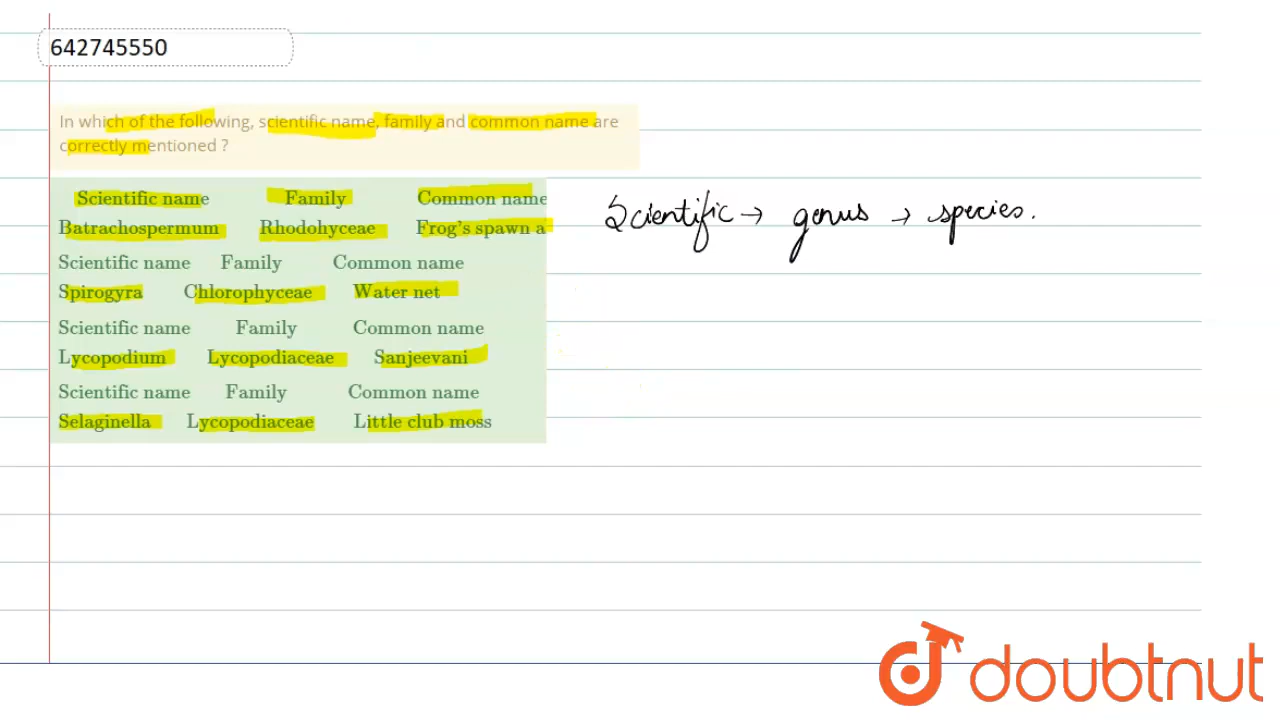 642745550
In which of the following, scientific name, family and common name are
correctly mentioned ?
Scientific name Family Common name
Batrachospermum Rhodohyceae Frog's spawn a
Scientific → genus → species.
Scientific name Family Common name
Spirogyra Chlorophyceae Water net
Scientific name Family Common name
Lycopodium Lycopodiaceae Sanjeevani
Scientific name Family Common name
Selaginella Lycopodiaceae Little club moss
doubtnut